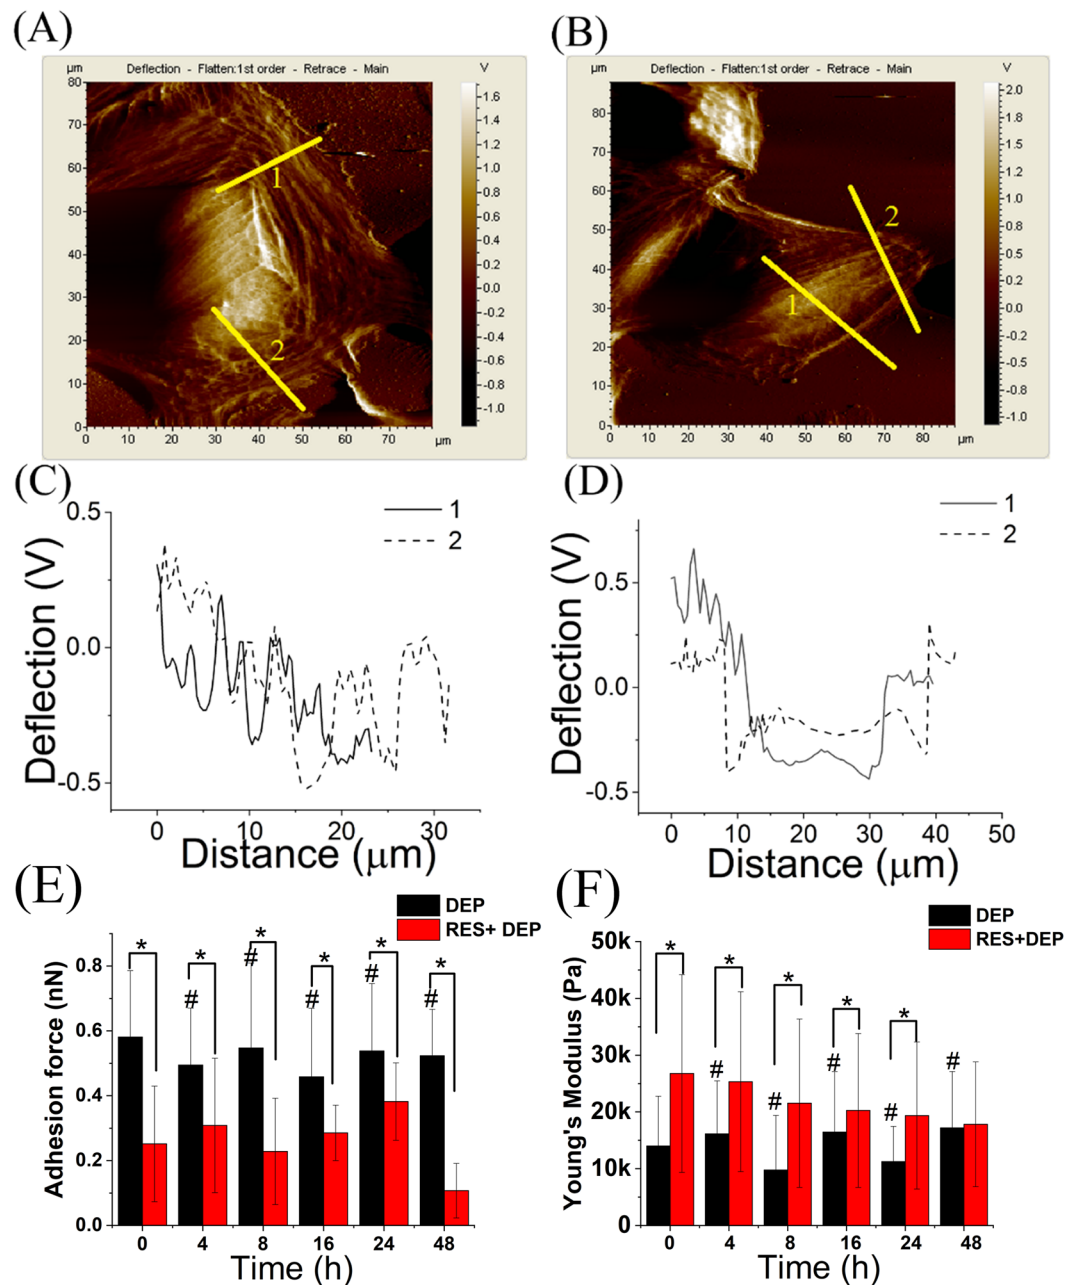 (A)
(B)
µm Deflection - Flatten:1st order - Retrace - Main V
80
70
60
50
40
30
20
10
0
0 10 20 30 40 50 60 70 µm
1.6
1.4
1.2
1.0
0.8
0.6
0.4
0.2
0.0
-0.2
-0.4
-0.6
-0.8
-1.0
1
2
µm Deflection - Flatten:1st order - Retrace - Main V
80
70
60
50
40
30
20
10
0
0 10 20 30 40 50 60 70 80 µm
2.0
1.8
1.5
1.3
1.0
0.8
0.5
0.3
0.0
-0.3
-0.5
-0.8
-1.0
2
1
(C)
1
2
Deflection (V)
0.5
0.0
-0.5
0 10 20 30
Distance (µm)
(D)
1
2
Deflection (V)
0.5
0.0
-0.5
0 10 20 30 40 50
Distance (µm)
(E)
DEP
RES+ DEP
Adhesion force (nN)
0.8
0.6
0.4
0.2
0.0
* * * * * *
# # # # #
0 4 8 16 24 48
Time (h)
(F)
DEP
RES+DEP
Young's Modulus (Pa)
50k
40k
30k
20k
10k
0
* * * * *
# # # # #
0 4 8 16 24 48
Time (h)